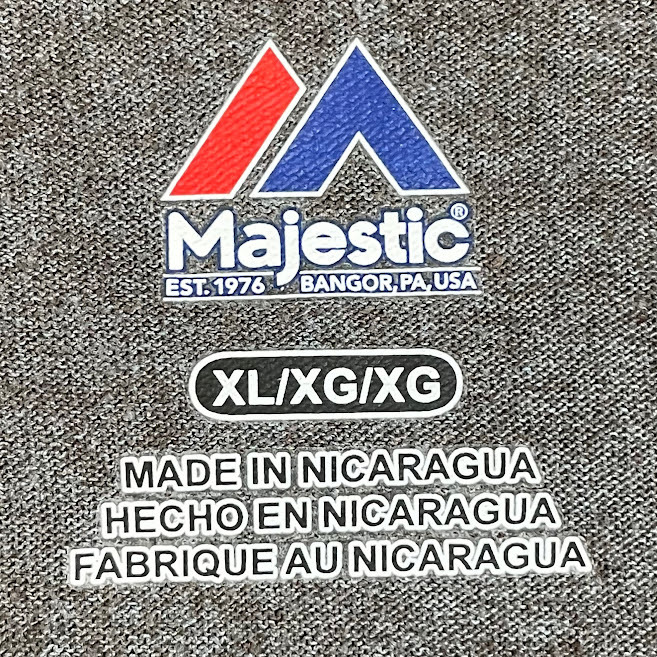 Majestic®
EST. 1976 BANGOR, PA, USA
XL/XG/XG
MADE IN NICARAGUA
HECHO EN NICARAGUA
FABRIQUE AU NICARAGUA